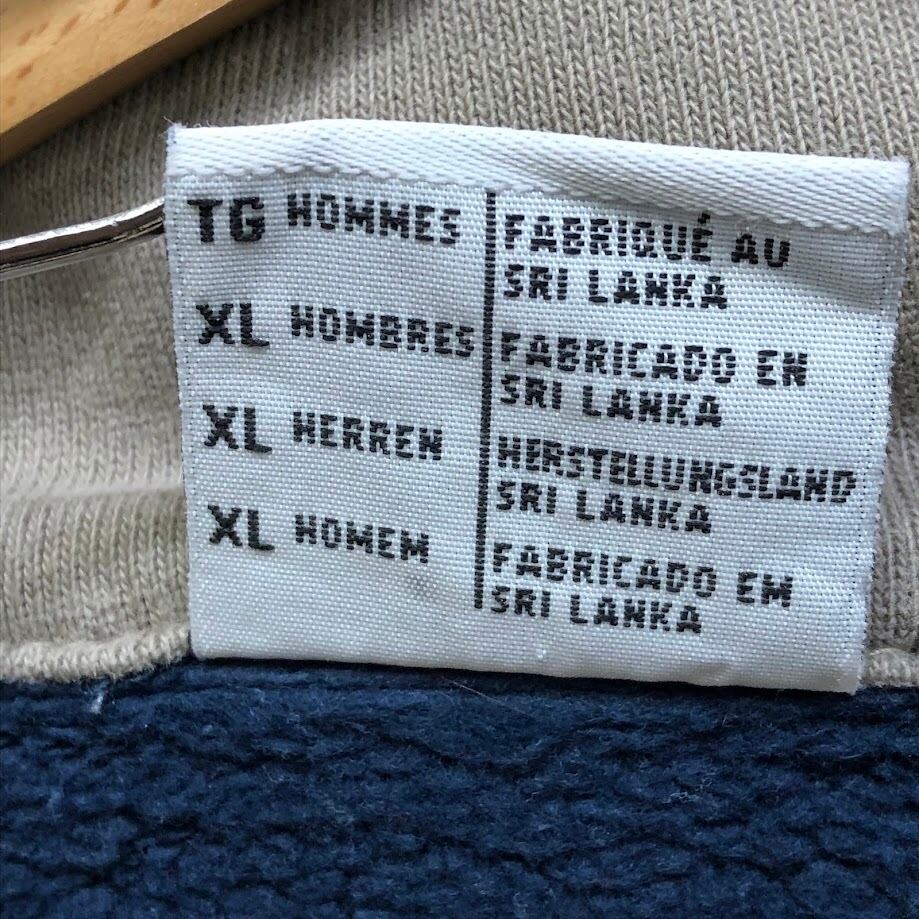 TG HOMMES
XL HOMBRES
XL HERREN
XL HOMEM
FABRIQUÉ AU
SRI LANKA
FABRICADO EN
SRI LANKA
HERSTELLUNGSLAND
SRI LANKA
FABRICADO EM
SRI LANKA